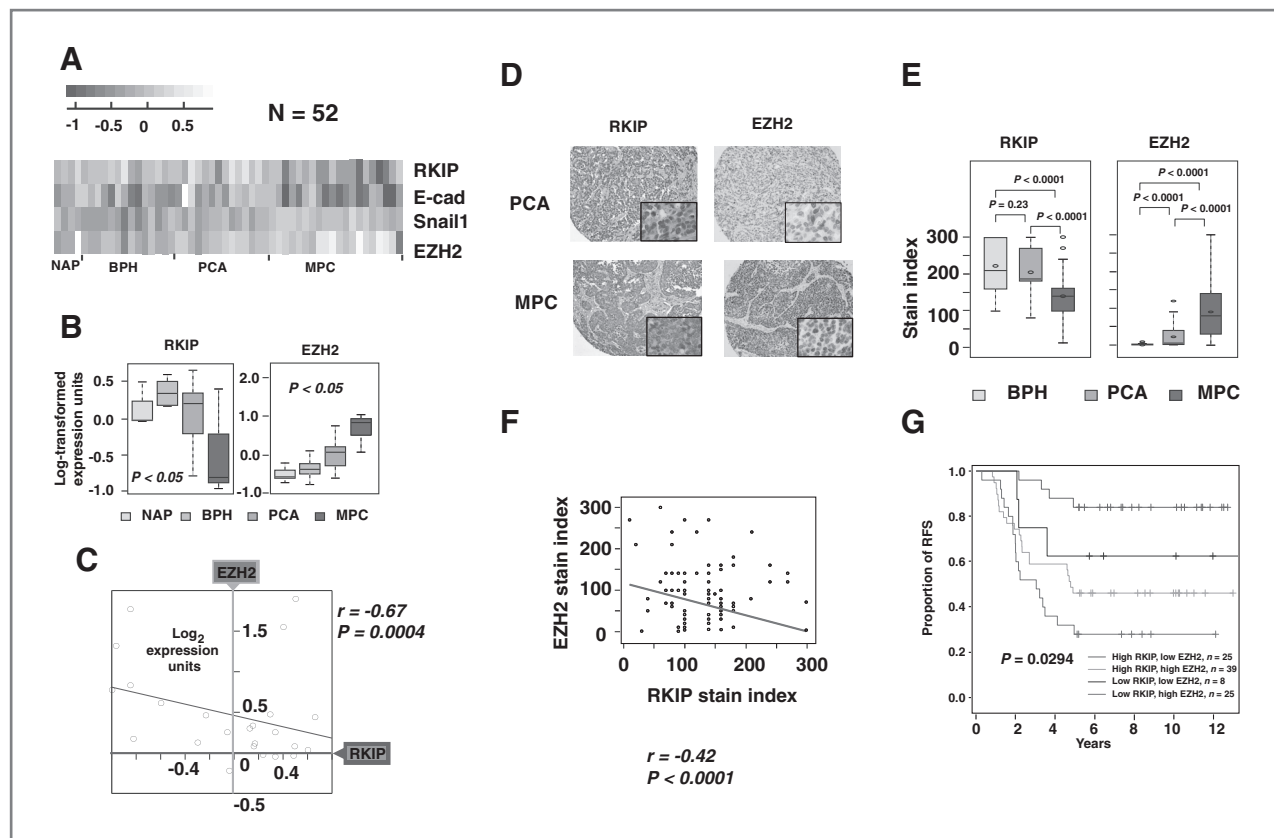 A
-1 -0.5 0 0.5
N = 52
RKIP
E-cad
Snail1
EZH2
NAP BPH PCA MPC
B
RKIP EZH2
Log-transformed
expression units
0.5
0.0
-0.5
-1.0
P < 0.05
2.0
1.0
0.0
-1.0
P < 0.05
NAP BPH PCA MPC
C
EZH2
r = -0.67
P = 0.0004
Log2
expression
units
1.5
0.5
RKIP
-0.4 0 0.4
-0.5
D
RKIP EZH2
PCA
MPC
E
RKIP EZH2
P < 0.0001
P = 0.23
P < 0.0001
P < 0.0001
P < 0.0001
P < 0.0001
Stain index
300
200
100
0
BPH PCA MPC
F
EZH2 stain index
300
200
100
0
0 100 200 300
RKIP stain index
r = -0.42
P < 0.0001
G
Proportion of RFS
1.0
0.8
0.6
0.4
0.2
0.0
P = 0.0294
High RKIP, low EZH2, n = 25
High RKIP, high EZH2, n = 39
Low RKIP, low EZH2, n = 8
Low RKIP, high EZH2, n = 25
0 2 4 6 8 10 12
Years